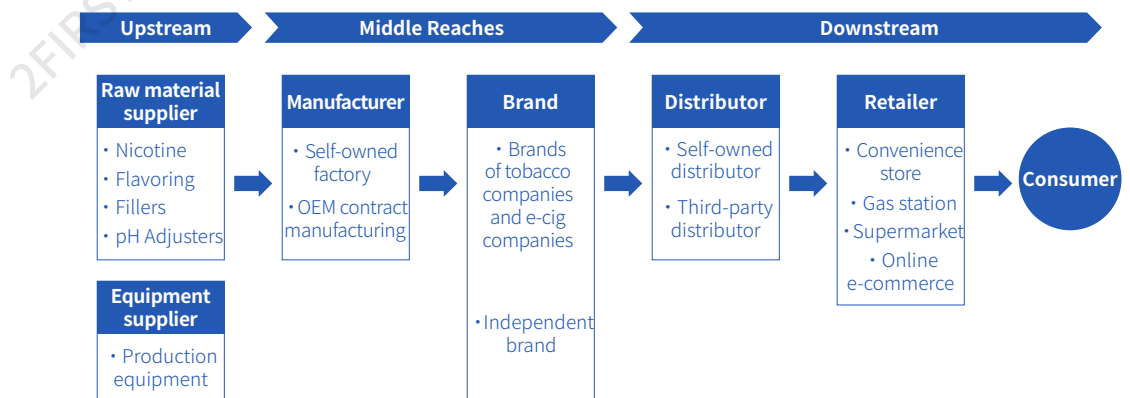 Upstream
Middle Reaches
Downstream
Raw material
supplier
• Nicotine
• Flavoring
• Fillers
• pH Adjusters
Equipment
supplier
• Production
equipment
Manufacturer
• Self-owned
factory
• OEM contract
manufacturing
Brand
• Brands
of tobacco
companies
and e-cig
companies
• Independent
brand
Distributor
• Self-owned
distributor
• Third-party
distributor
Retailer
• Convenience
store
• Gas station
• Supermarket
• Online
e-commerce
Consumer